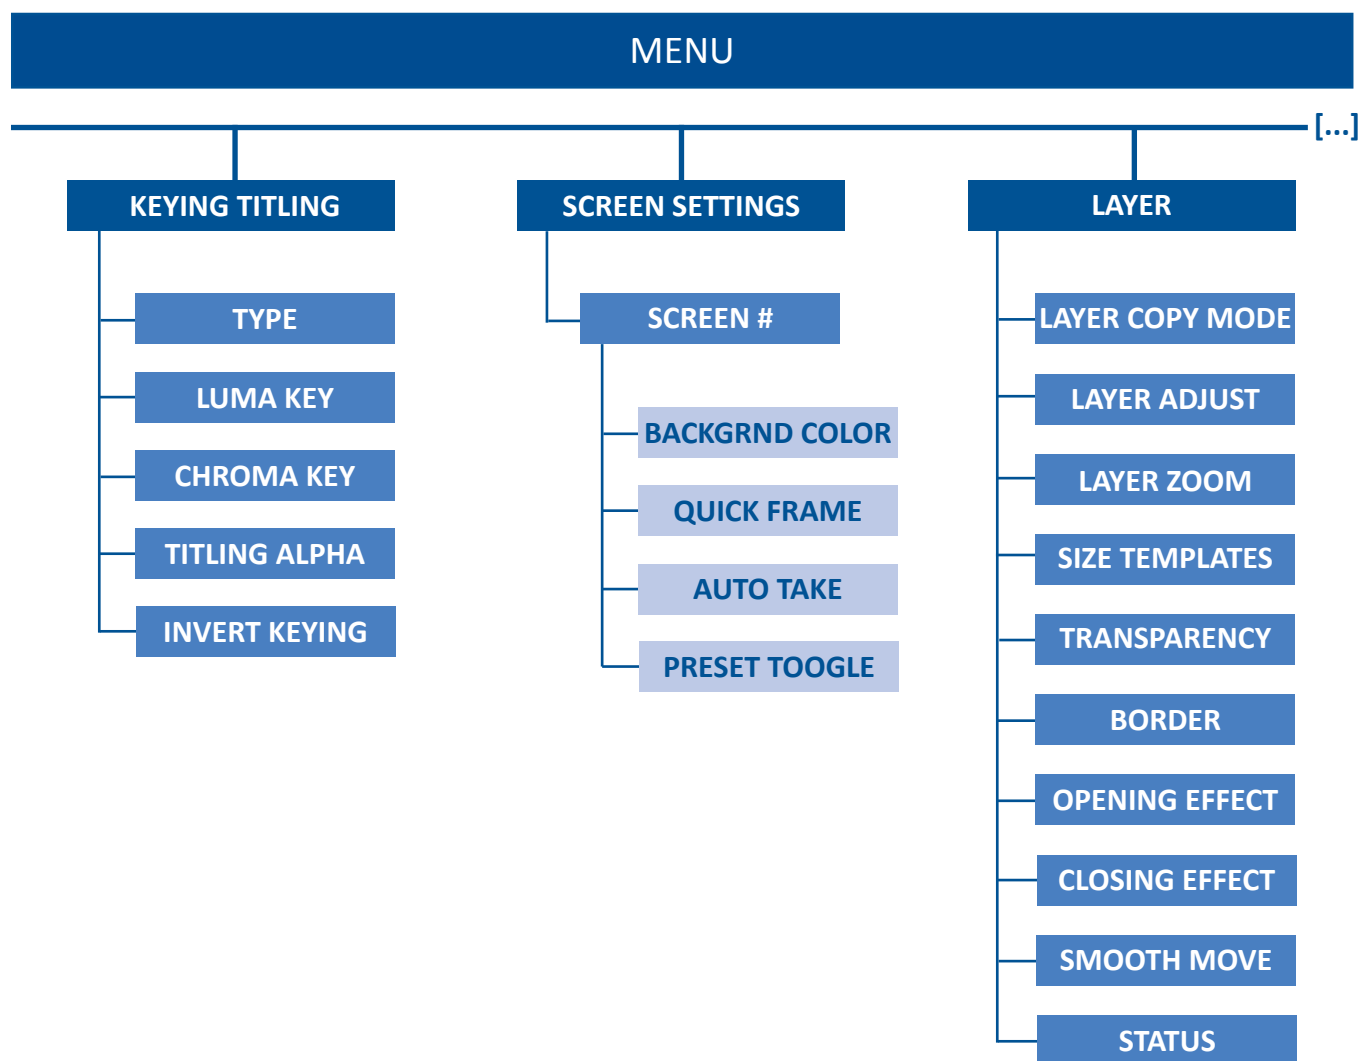 MENU
[...]
KEYING TITLING
TYPE
LUMA KEY
CHROMA KEY
TITLING ALPHA
INVERT KEYING
SCREEN SETTINGS
SCREEN #
BACKGRND COLOR
QUICK FRAME
AUTO TAKE
PRESET TOOGLE
LAYER
LAYER COPY MODE
LAYER ADJUST
LAYER ZOOM
SIZE TEMPLATES
TRANSPARENCY
BORDER
OPENING EFFECT
CLOSING EFFECT
SMOOTH MOVE
STATUS